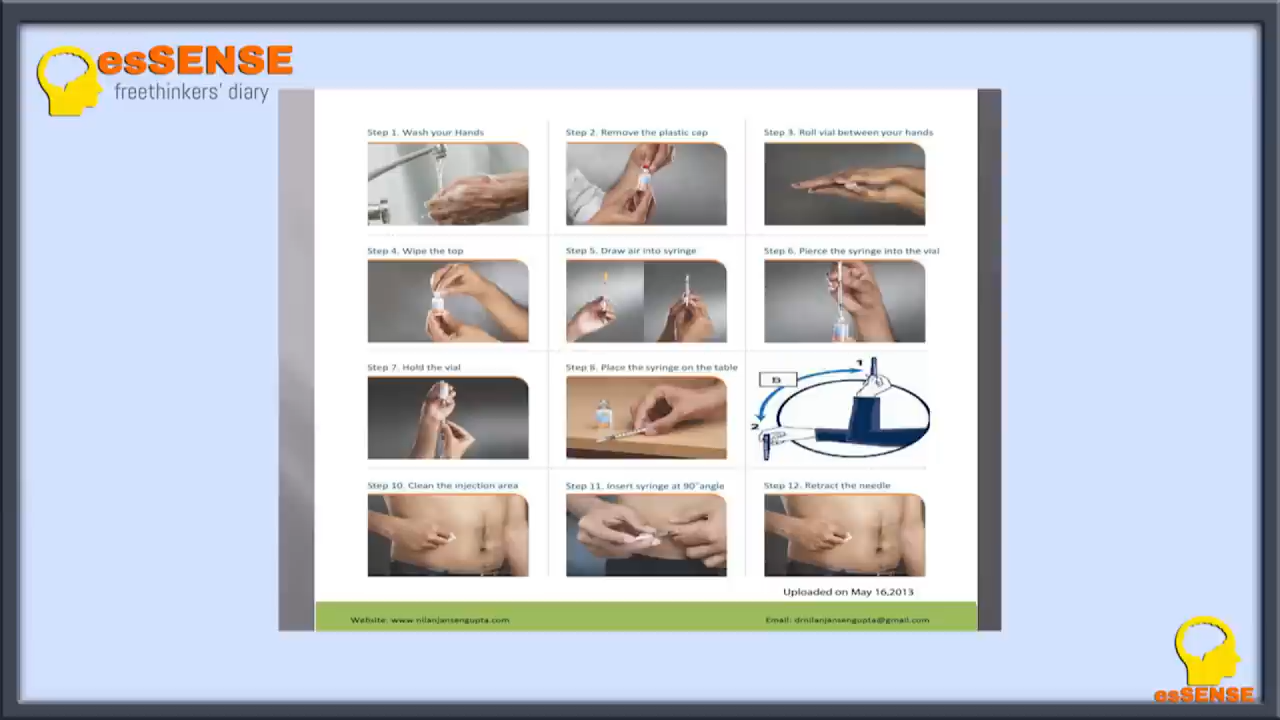 esSENSE
freethinkers' diary
Step 1. Wash your Hands
Step 2. Remove the plastic cap
Step 3. Roll vial between your hands
Step 4. Wipe the top
Step 5. Draw air into syringe
Step 6. Pierce the syringe into the vial
Step 7. Hold the vial
Step 8. Place the syringe on the table
B
1
2
Step 10. Clean the injection area
Step 11. Insert syringe at 90°angle
Step 12. Retract the needle
Uploaded on May 16,2013
Website: www.nilanjansengupta.com
Email: drnilanjansengupta@gmail.com
esSENSE